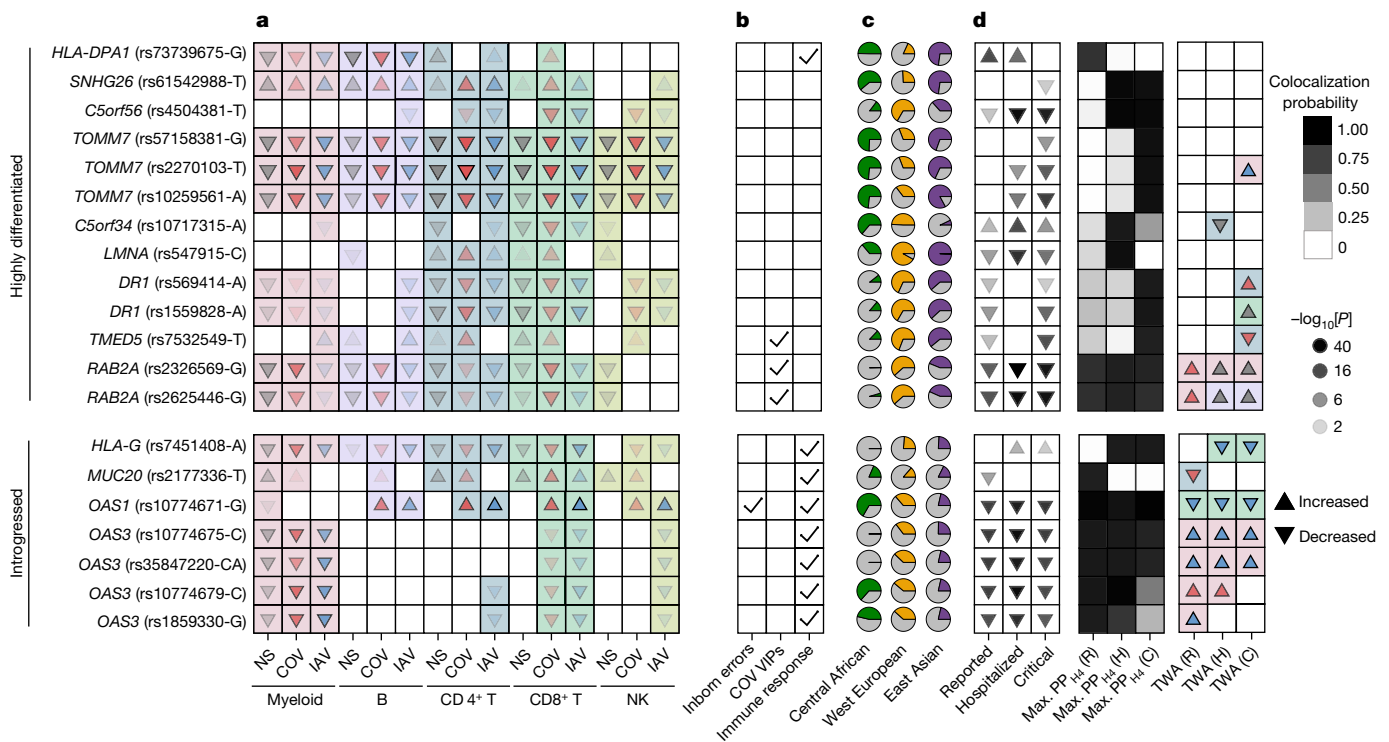 a
b
c
d
Highly differentiated
HLA-DPA1 (rs73739675-G)
SNHG26 (rs61542988-T)
C5orf56 (rs4504381-T)
TOMM7 (rs57158381-G)
TOMM7 (rs2270103-T)
TOMM7 (rs10259561-A)
C5orf34 (rs10717315-A)
LMNA (rs547915-C)
DR1 (rs569414-A)
DR1 (rs1559828-A)
TMED5 (rs7532549-T)
RAB2A (rs2326569-G)
RAB2A (rs2625446-G)
Introgressed
HLA-G (rs7451408-A)
MUC20 (rs2177336-T)
OAS1 (rs10774671-G)
OAS3 (rs10774675-C)
OAS3 (rs35847220-CA)
OAS3 (rs10774679-C)
OAS3 (rs1859330-G)
NS COV IAV NS COV IAV NS COV IAV NS COV IAV NS COV IAV
Myeloid B CD 4⁺ T CD8⁺ T NK
Inborn errors
COV VIPs
Immune response
Central African
West European
East Asian
Reported
Hospitalized
Critical
Max. PP H4 (R)
Max. PP H4 (H)
Max. PP H4 (C)
TWA (R)
TWA (H)
TWA (C)
Colocalization
probability
1.00
0.75
0.50
0.25
0
–log₁₀[P]
40
16
6
2
Increased
Decreased